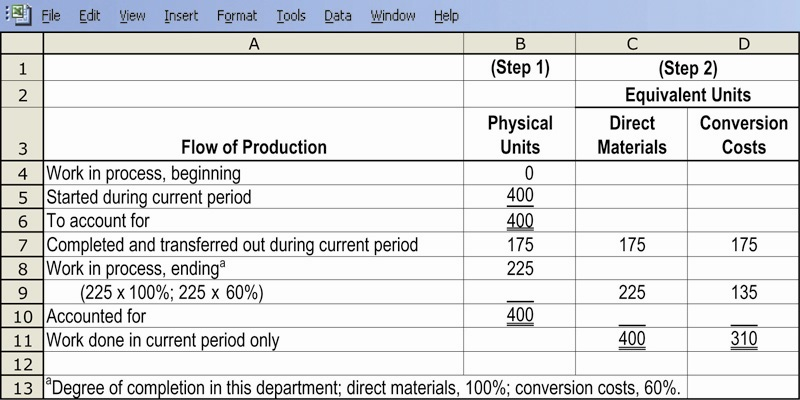 File Edit View Insert Format Tools Data Window Help
A B C D
1 (Step 1) (Step 2)
2 Equivalent Units
Physical Direct Conversion
3 Flow of Production Units Materials Costs
4 Work in process, beginning 0
5 Started during current period 400
6 To account for 400
7 Completed and transferred out during current period 175 175 175
8 Work in process, endingᵃ 225
9 (225 x 100%; 225 x 60%) 225 135
10 Accounted for 400
11 Work done in current period only 400 310
12
13 ᵃDegree of completion in this department; direct materials, 100%; conversion costs, 60%.